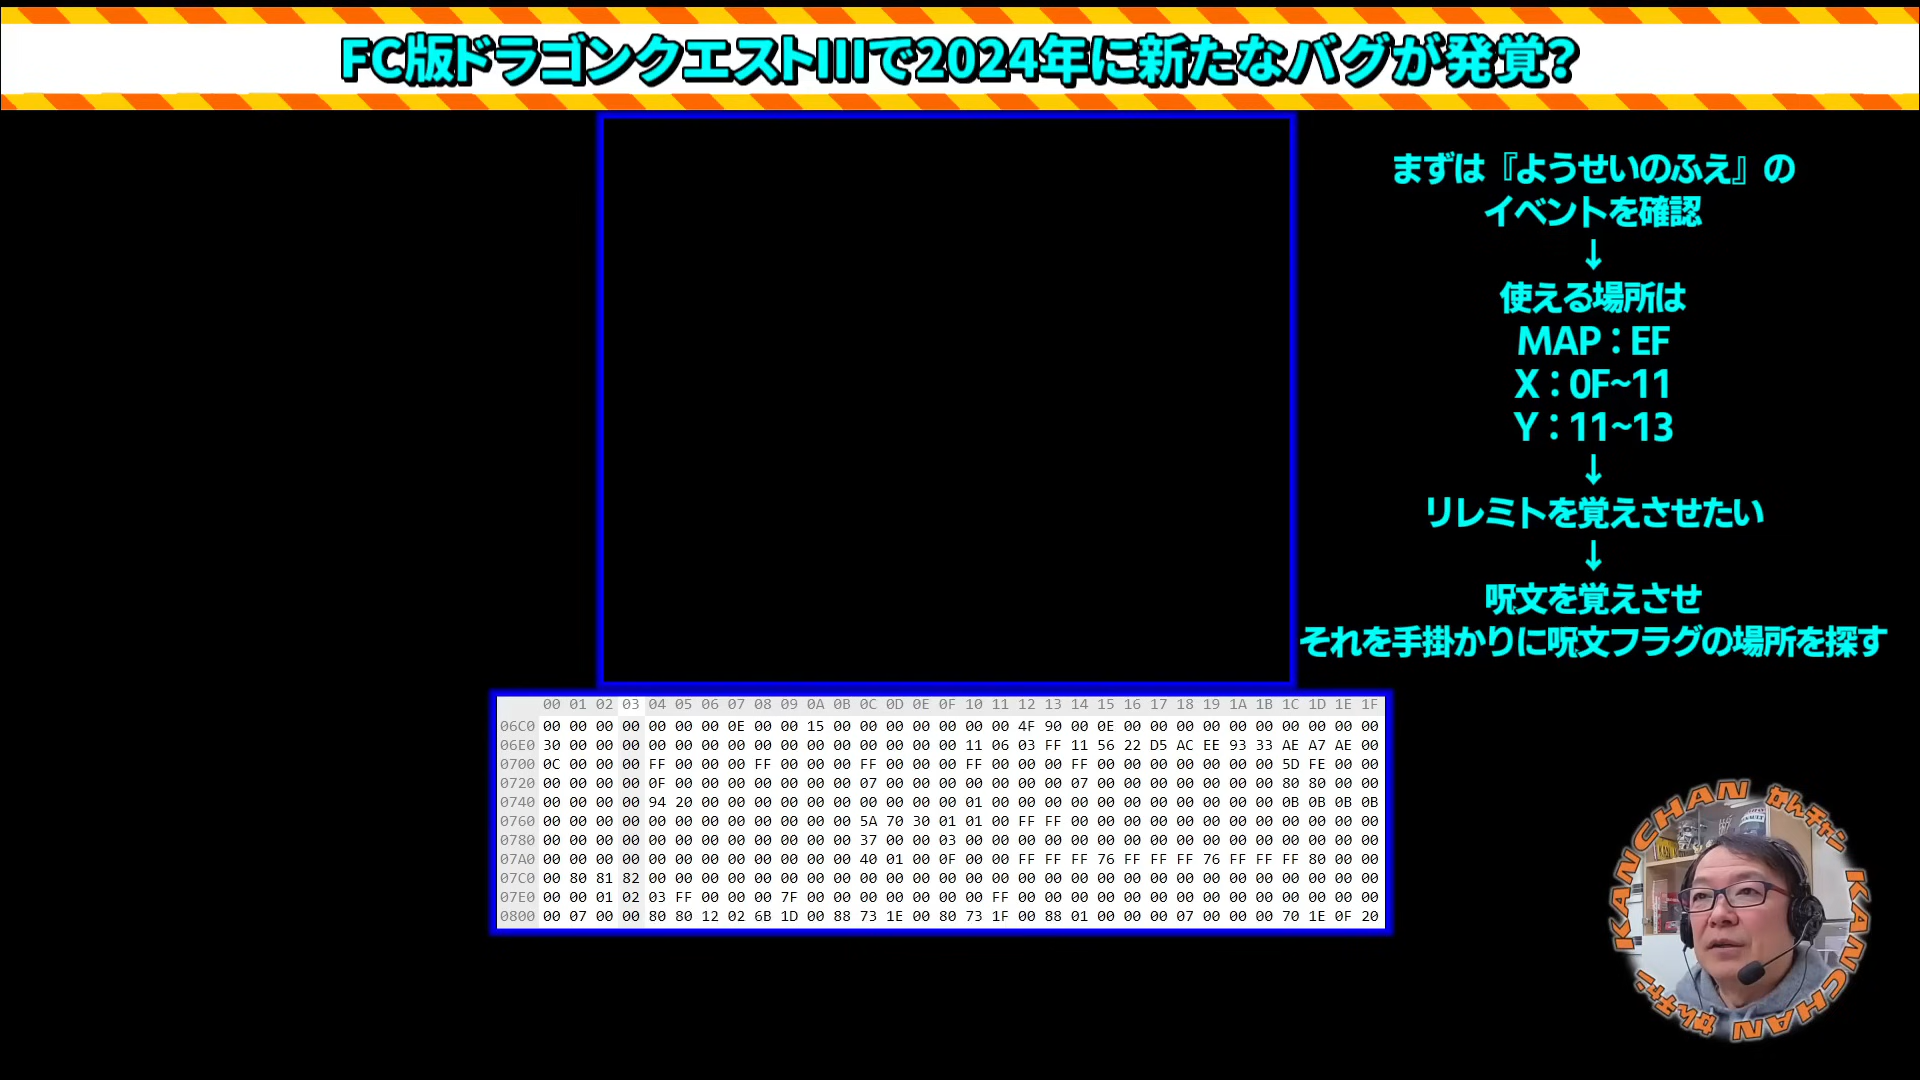 FC版ドラゴンクエストIIIで2024年に新たなバグが発覚?
まずは『ようせいのふえ』の
イベントを確認
↓
使える場所は
MAP:EF
X:0F~11
Y:11~13
↓
リレミトを覚えさせたい
↓
呪文を覚えさせ
それを手掛かりに呪文フラグの場所を探す
00 01 02 03 04 05 06 07 08 09 0A 0B 0C 0D 0E 0F 10 11 12 13 14 15 16 17 18 19 1A 1B 1C 1D 1E 1F
06C0 00 00 00 00 00 00 00 0E 00 00 15 00 00 00 00 00 00 00 4F 90 00 0E 00 00 00 00 00 00 00 00 00 00
06E0 30 00 00 00 00 00 00 00 00 00 00 00 00 00 00 00 11 06 03 FF 11 56 22 D5 AC EE 93 33 AE A7 AE 00
0700 0C 00 00 00 FF 00 00 00 FF 00 00 00 FF 00 00 00 FF 00 00 00 FF 00 00 00 00 00 00 00 5D FE 00 00
0720 00 00 00 00 0F 00 00 00 00 00 00 00 07 00 00 00 00 00 00 00 07 00 00 00 00 00 00 00 80 80 00 00
0740 00 00 00 00 94 20 00 00 00 00 00 00 00 00 00 00 01 00 00 00 00 00 00 00 00 00 00 00 0B 0B 0B 0B
0760 00 00 00 00 00 00 00 00 00 00 00 00 5A 70 30 01 01 00 FF FF 00 00 00 00 00 00 00 00 00 00 00 00
0780 00 00 00 00 00 00 00 00 00 00 00 00 37 00 00 03 00 00 00 00 00 00 00 00 00 00 00 00 00 00 00 00
07A0 00 00 00 00 00 00 00 00 00 00 00 00 40 01 00 0F 00 00 FF FF FF 76 FF FF FF 76 FF FF FF 80 00 00
07C0 00 80 81 82 00 00 00 00 00 00 00 00 00 00 00 00 00 00 00 00 00 00 00 00 00 00 00 00 00 00 00 00
07E0 00 00 01 02 03 FF 00 00 00 7F 00 00 00 00 00 00 00 FF 00 00 00 00 00 00 00 00 00 00 00 00 00 00
0800 00 07 00 00 80 80 12 02 6B 1D 00 88 73 1E 00 80 73 1F 00 88 01 00 00 00 07 00 00 00 70 1E 0F 20
KANCHAN かんチャン KANCHAN かんチャン KANCHAN かんチャン